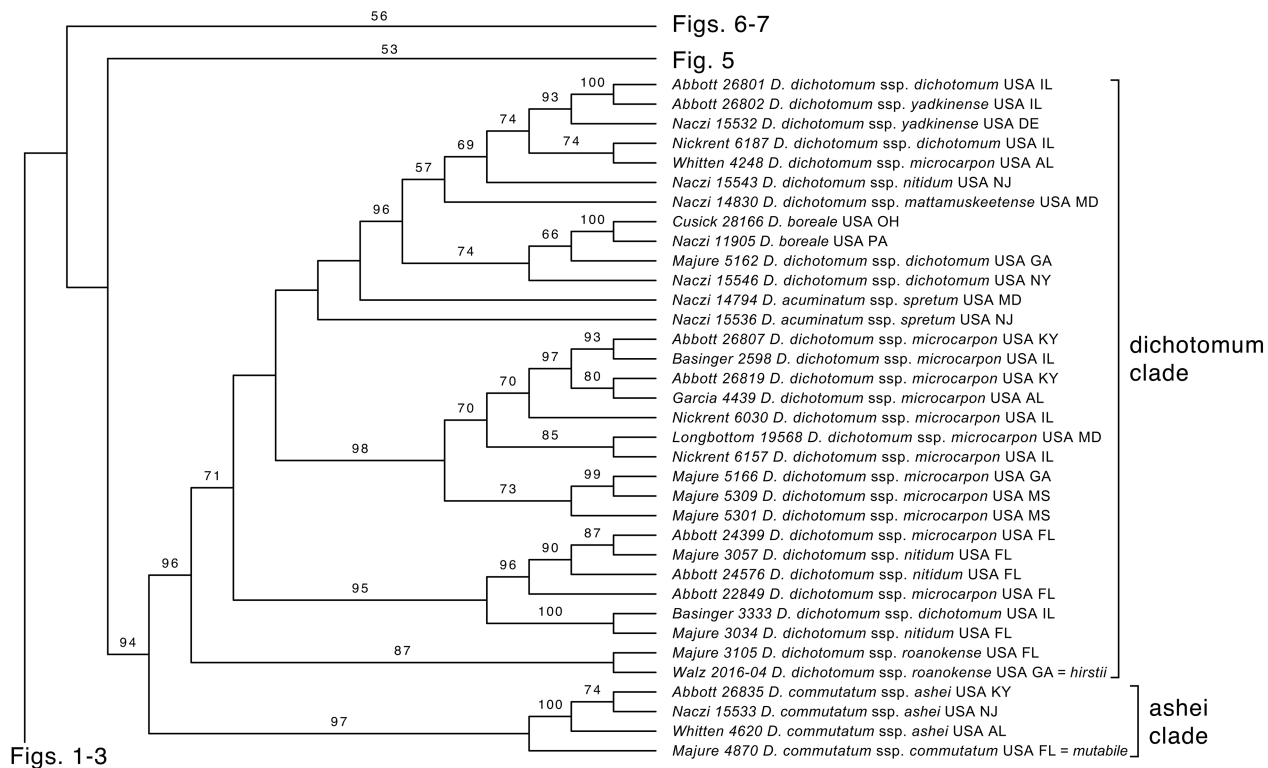 56
Figs. 6-7
53
Fig. 5
100
Abbott 26801 D. dichotomum ssp. dichotomum USA IL
93
Abbott 26802 D. dichotomum ssp. yadkinense USA IL
74
Naczi 15532 D. dichotomum ssp. yadkinense USA DE
74
Nickrent 6187 D. dichotomum ssp. dichotomum USA IL
69
Whitten 4248 D. dichotomum ssp. microcarpon USA AL
57
Naczi 15543 D. dichotomum ssp. nitidum USA NJ
Naczi 14830 D. dichotomum ssp. mattamuskeetense USA MD
96
100
Cusick 28166 D. boreale USA OH
66
Naczi 11905 D. boreale USA PA
74
Majure 5162 D. dichotomum ssp. dichotomum USA GA
Naczi 15546 D. dichotomum ssp. dichotomum USA NY
Naczi 14794 D. acuminatum ssp. spretum USA MD
Naczi 15536 D. acuminatum ssp. spretum USA NJ
93
Abbott 26807 D. dichotomum ssp. microcarpon USA KY
97
Basinger 2598 D. dichotomum ssp. microcarpon USA IL
80
Abbott 26819 D. dichotomum ssp. microcarpon USA KY
70
Garcia 4439 D. dichotomum ssp. microcarpon USA AL
70
Nickrent 6030 D. dichotomum ssp. microcarpon USA IL
85
Longbottom 19568 D. dichotomum ssp. microcarpon USA MD
98
Nickrent 6157 D. dichotomum ssp. microcarpon USA IL
71
99
Majure 5166 D. dichotomum ssp. microcarpon USA GA
73
Majure 5309 D. dichotomum ssp. microcarpon USA MS
Majure 5301 D. dichotomum ssp. microcarpon USA MS
87
Abbott 24399 D. dichotomum ssp. microcarpon USA FL
90
Majure 3057 D. dichotomum ssp. nitidum USA FL
96
96
Abbott 24576 D. dichotomum ssp. nitidum USA FL
95
Abbott 22849 D. dichotomum ssp. microcarpon USA FL
100
Basinger 3333 D. dichotomum ssp. dichotomum USA IL
Majure 3034 D. dichotomum ssp. nitidum USA FL
94
87
Majure 3105 D. dichotomum ssp. roanokense USA FL
Walz 2016-04 D. dichotomum ssp. roanokense USA GA = hirstii
dichotomum
clade
74
Abbott 26835 D. commutatum ssp. ashei USA KY
100
Naczi 15533 D. commutatum ssp. ashei USA NJ
97
Whitten 4620 D. commutatum ssp. ashei USA AL
Majure 4870 D. commutatum ssp. commutatum USA FL = mutabile
ashei
clade
Figs. 1-3